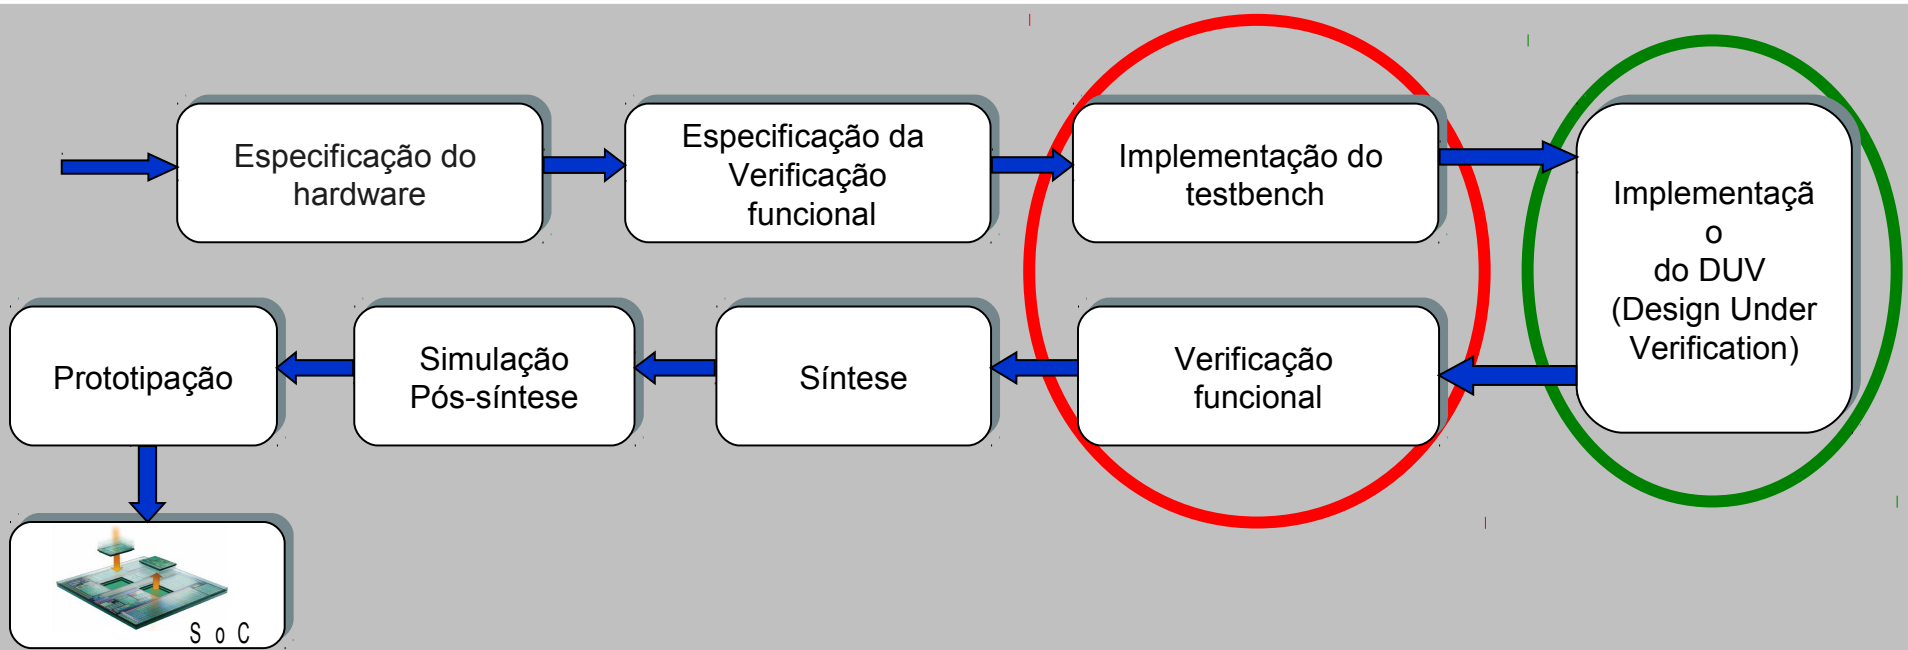 Especificação do
hardware
Especificação da
Verificação
funcional
Implementação do
testbench
Implementaçã
o
do DUV
(Design Under
Verification)
Prototipação
Simulação
Pós-síntese
Síntese
Verificação
funcional
S o C